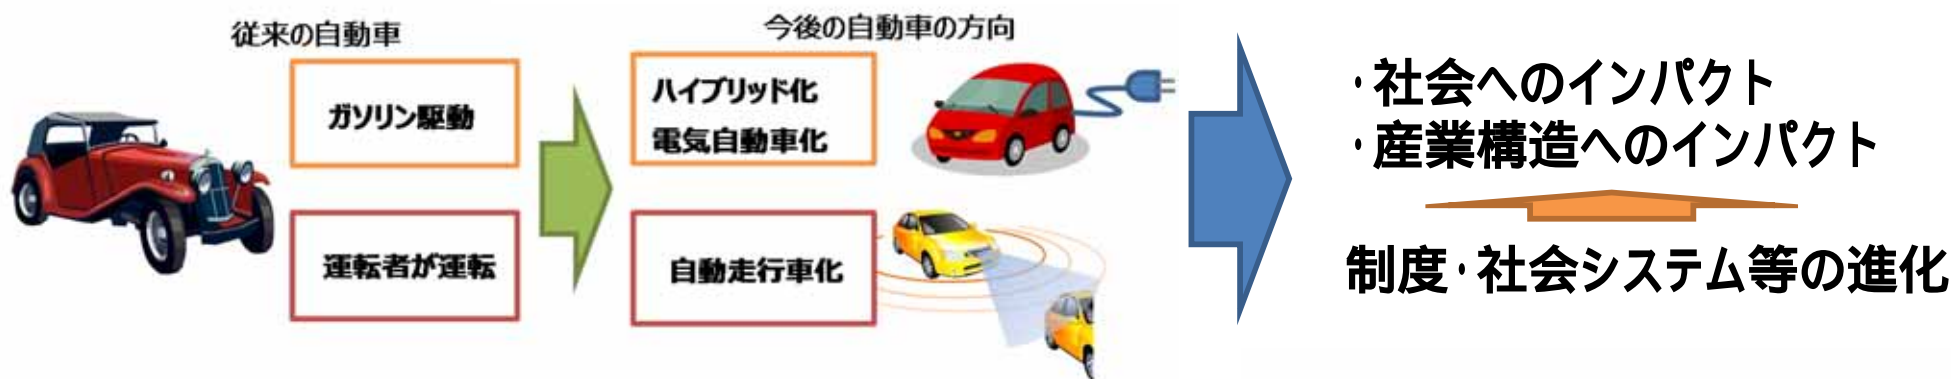 従来の自動車
ガソリン駆動
運転者が運転
今後の自動車の方向
ハイブリッド化
電気自動車化
自動走行車化
・社会へのインパクト
・産業構造へのインパクト
制度・社会システム等の進化